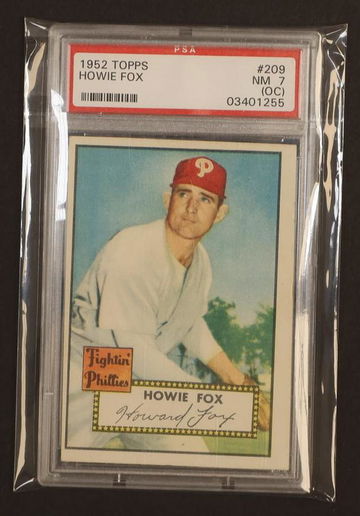 PSA
1952 TOPPS #209
HOWIE FOX NM 7
(OC)
03401255
P
Fightin'
Phillies
HOWIE FOX
Howard Fox